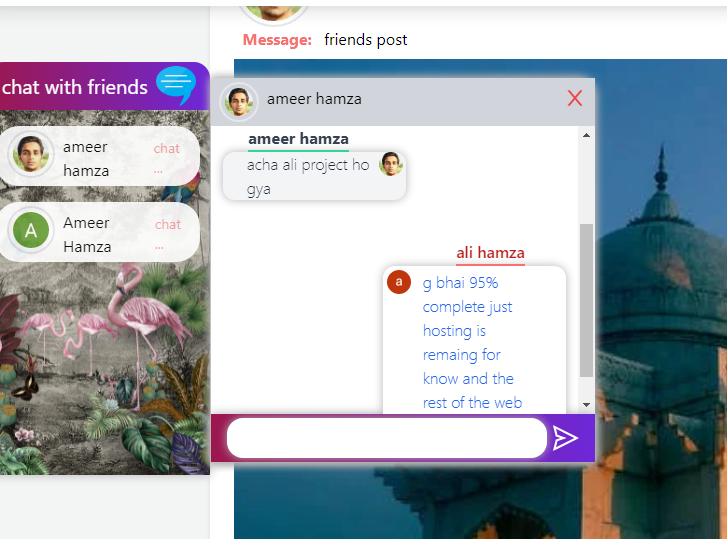 Message: friends post
chat with friends
ameer
hamza
chat
...
A
Ameer
Hamza
chat
...
ameer hamza
X
ameer hamza
acha ali project ho
gya
ali hamza
a
g bhai 95%
complete just
hosting is
remaing for
know and the
rest of the web